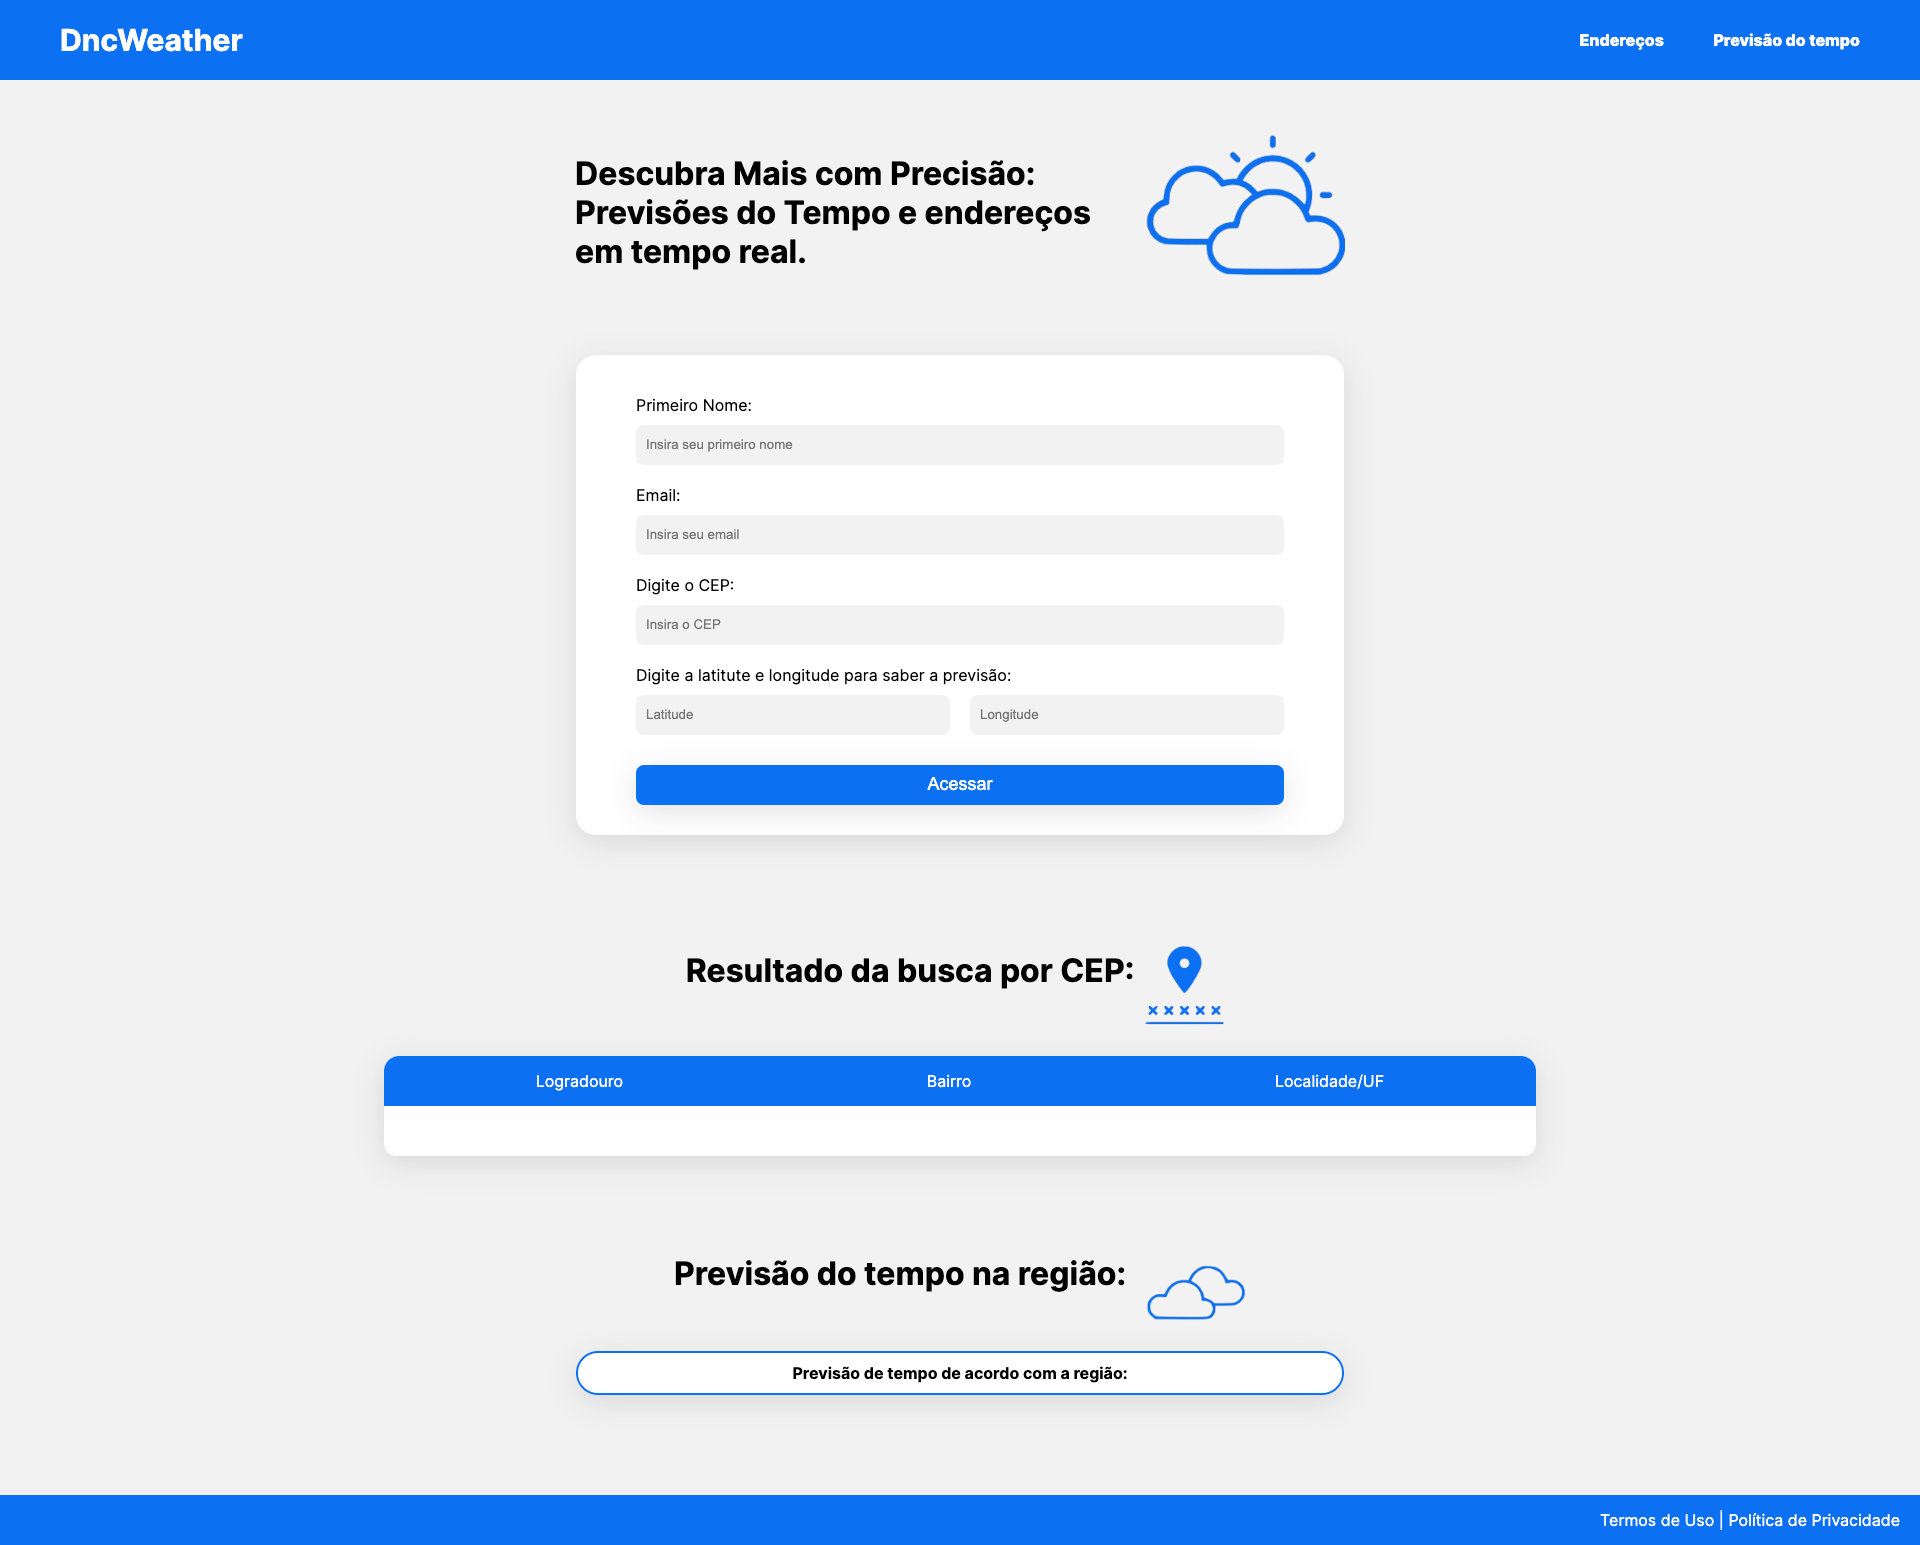 DncWeather
Endereços
Previsão do tempo
Descubra Mais com Precisão:
Previsões do Tempo e endereços
em tempo real.
Primeiro Nome:
Insira seu primeiro nome
Email:
Insira seu email
Digite o CEP:
Insira o CEP
Digite a latitute e longitude para saber a previsão:
Latitude
Longitude
Acessar
Resultado da busca por CEP:
Logradouro
Bairro
Localidade/UF
Previsão do tempo na região:
Previsão de tempo de acordo com a região:
Termos de Uso | Política de Privacidade